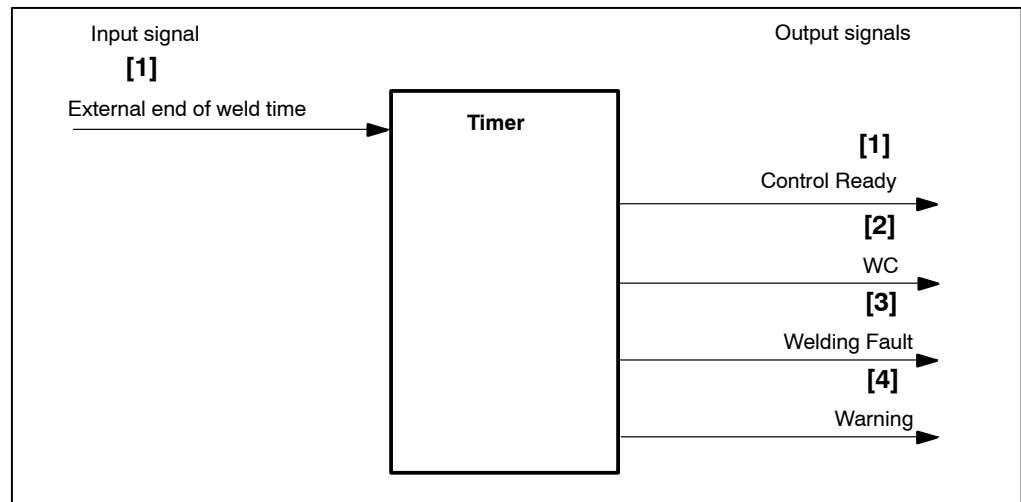 Input signal
Output signals
[1]
External end of weld time
Timer
[1]
Control Ready
[2]
WC
[3]
Welding Fault
[4]
Warning